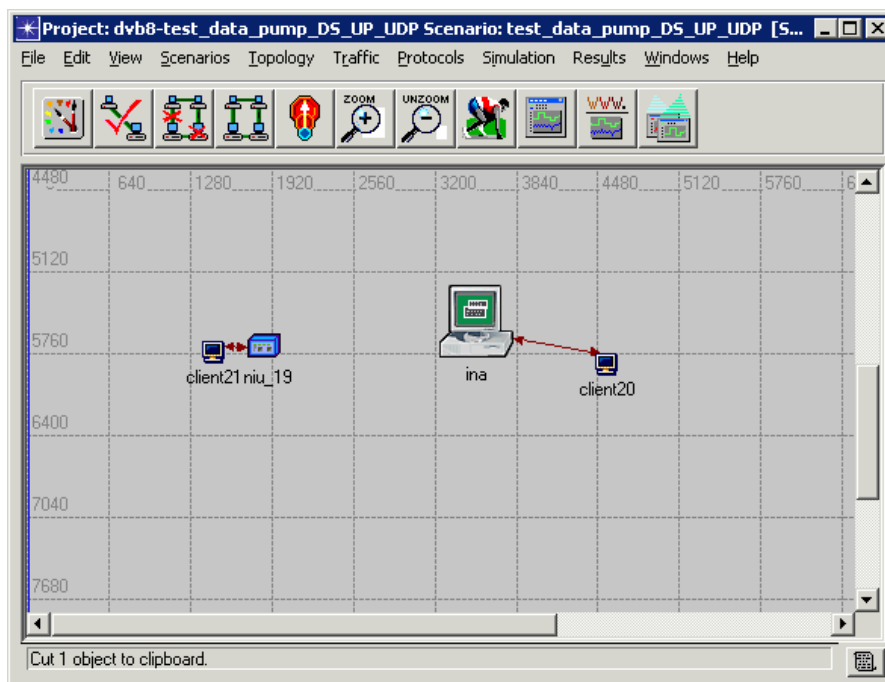 Project: dvb8-test_data_pump_DS_UP_UDP Scenario: test_data_pump_DS_UP_UDP [S...
File Edit View Scenarios Topology Traffic Protocols Simulation Results Windows Help
ZOOM UNZOOM
4480 640 1280 1920 2560 3200 3840 4480 5120 5760 6
5120
5760
client21 niu_19 ina client20
6400
7040
7680
Cut 1 object to clipboard.